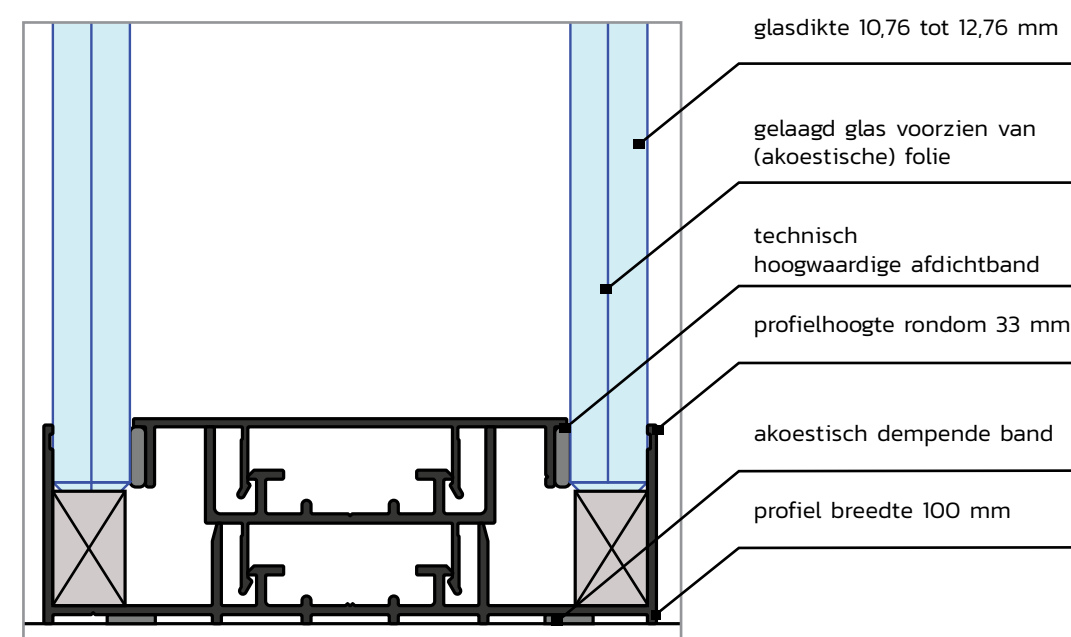 glasdikte 10,76 tot 12,76 mm
gelaagd glas voorzien van
(akoestische) folie
technisch
hoogwaardige afdichtband
profielhoogte rondom 33 mm
akoestisch dempende band
profiel breedte 100 mm